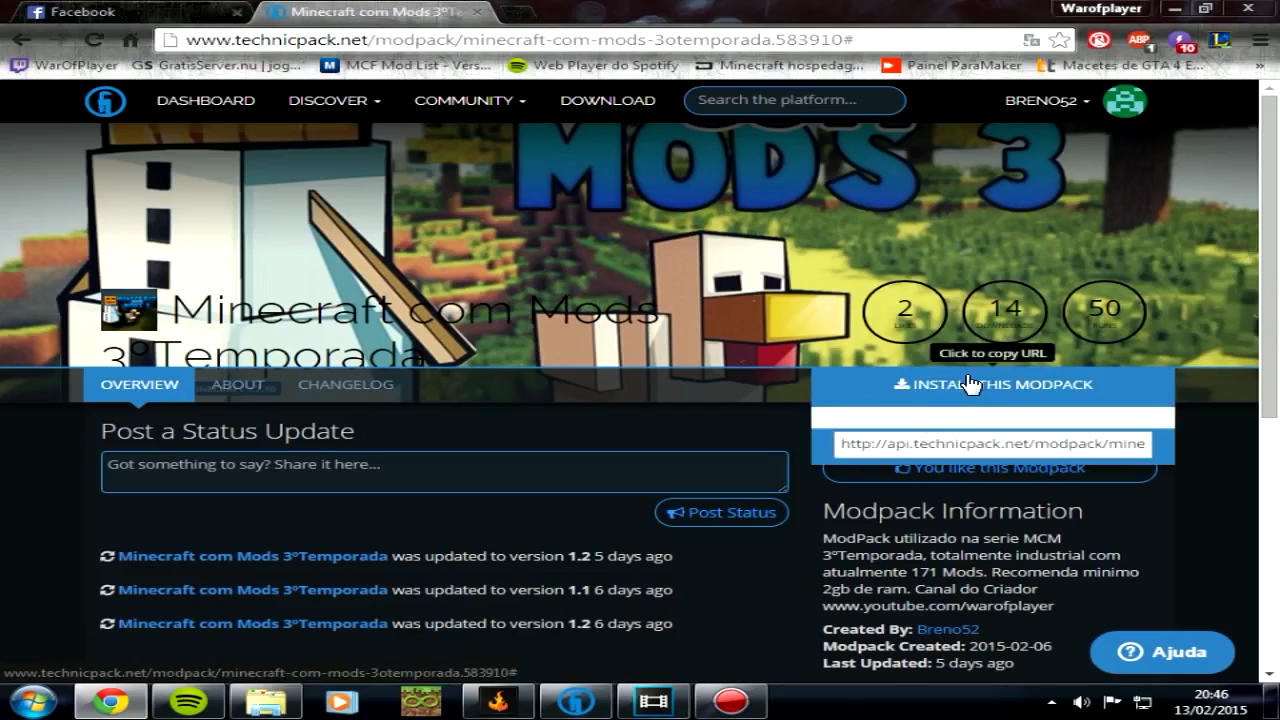 Facebook
Minecraft com Mods 3ºTe
Warofplayer
www.technicpack.net/modpack/minecraft-com-mods-3otemporada.583910#
ABP
1
10
WarOfPlayer
GS GratisServer.nu | jog...
M MCF Mod List - Vers...
Web Player do Spotify
Minecraft hospedag...
Painel ParaMaker
Macetes de GTA 4 E...
»
DASHBOARD
DISCOVER
COMMUNITY
DOWNLOAD
Search the platform...
BRENO52
MODS 3
Minecraft com Mods
3ºTemporada
2
LIKES
14
DOWNLOADS
50
RUNS
Click to copy URL
OVERVIEW
ABOUT
CHANGELOG
INSTALL THIS MODPACK
http://api.technicpack.net/modpack/mine
You like this Modpack
Post a Status Update
Got something to say? Share it here...
Post Status
Minecraft com Mods 3ºTemporada was updated to version 1.2 5 days ago
Minecraft com Mods 3ºTemporada was updated to version 1.1 6 days ago
Minecraft com Mods 3ºTemporada was updated to version 1.2 6 days ago
Modpack Information
ModPack utilizado na serie MCM
3ºTemporada, totalmente industrial com
atualmente 171 Mods. Recomenda minimo
2gb de ram. Canal do Criador
www.youtube.com/warofplayer
Created By: Breno52
Modpack Created: 2015-02-06
Last Updated: 5 days ago
Ajuda
www.technicpack.net/modpack/minecraft-com-mods-3otemporada.583910#
20:46
13/02/2015